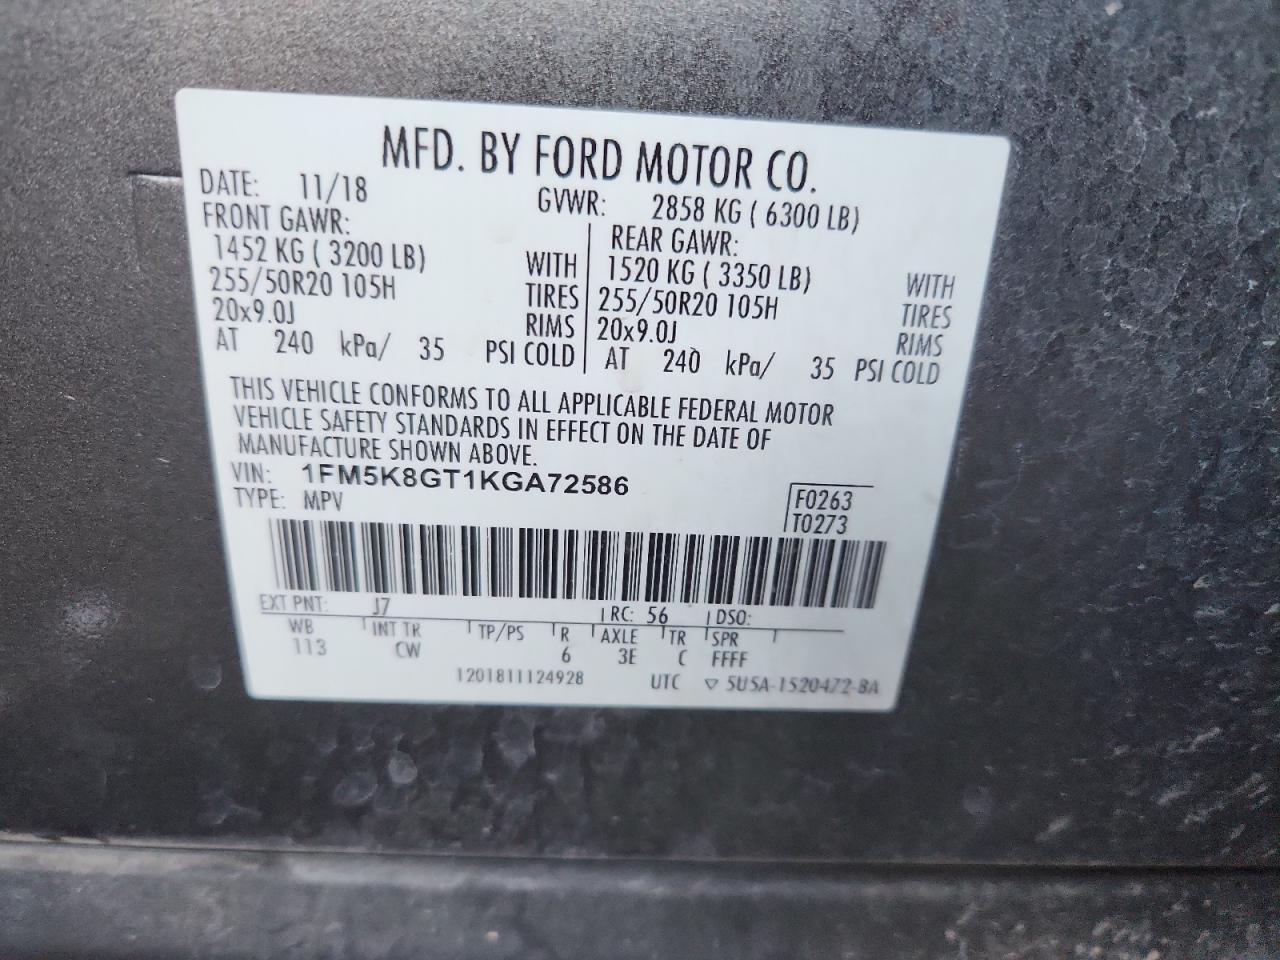 MFD. BY FORD MOTOR CO.
DATE: 11/18 GVWR: 2858 KG ( 6300 LB)
FRONT GAWR: REAR GAWR:
1452 KG ( 3200 LB) WITH 1520 KG ( 3350 LB) WITH
255/50R20 105H TIRES 255/50R20 105H TIRES
20x9.0J RIMS 20x9.0J RIMS
AT 240 kPa/ 35 PSI COLD AT 240 kPa/ 35 PSI COLD
THIS VEHICLE CONFORMS TO ALL APPLICABLE FEDERAL MOTOR
VEHICLE SAFETY STANDARDS IN EFFECT ON THE DATE OF
MANUFACTURE SHOWN ABOVE.
VIN: 1FM5K8GT1KGA72586
TYPE: MPV
F0263
T0273
EXT PNT: J7 RC: 56 DSO:
WB INT TR TP/PS R AXLE TR SPR
113 CW 6 3E C FFFF
1201811124928 UTC ▽ 5U5A-1520472-BA